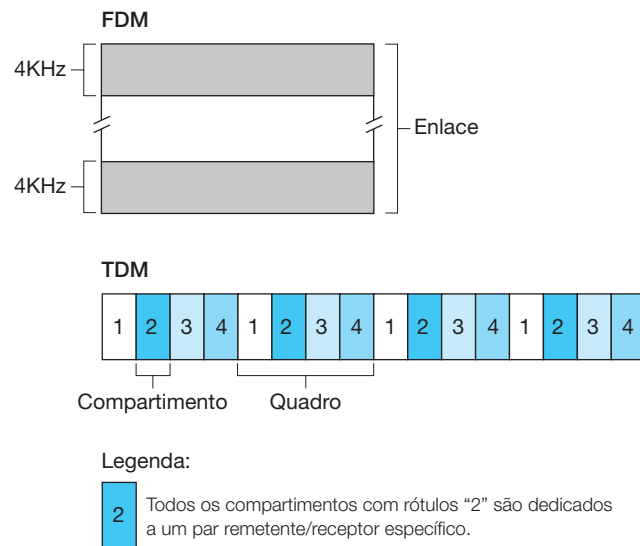 FDM
4KHz
Enlace
4KHz
TDM
1 2 3 4 1 2 3 4 1 2 3 4 1 2 3 4
Compartimento Quadro
Legenda:
2 Todos os compartimentos com rótulos “2” são dedicados
a um par remetente/receptor específico.